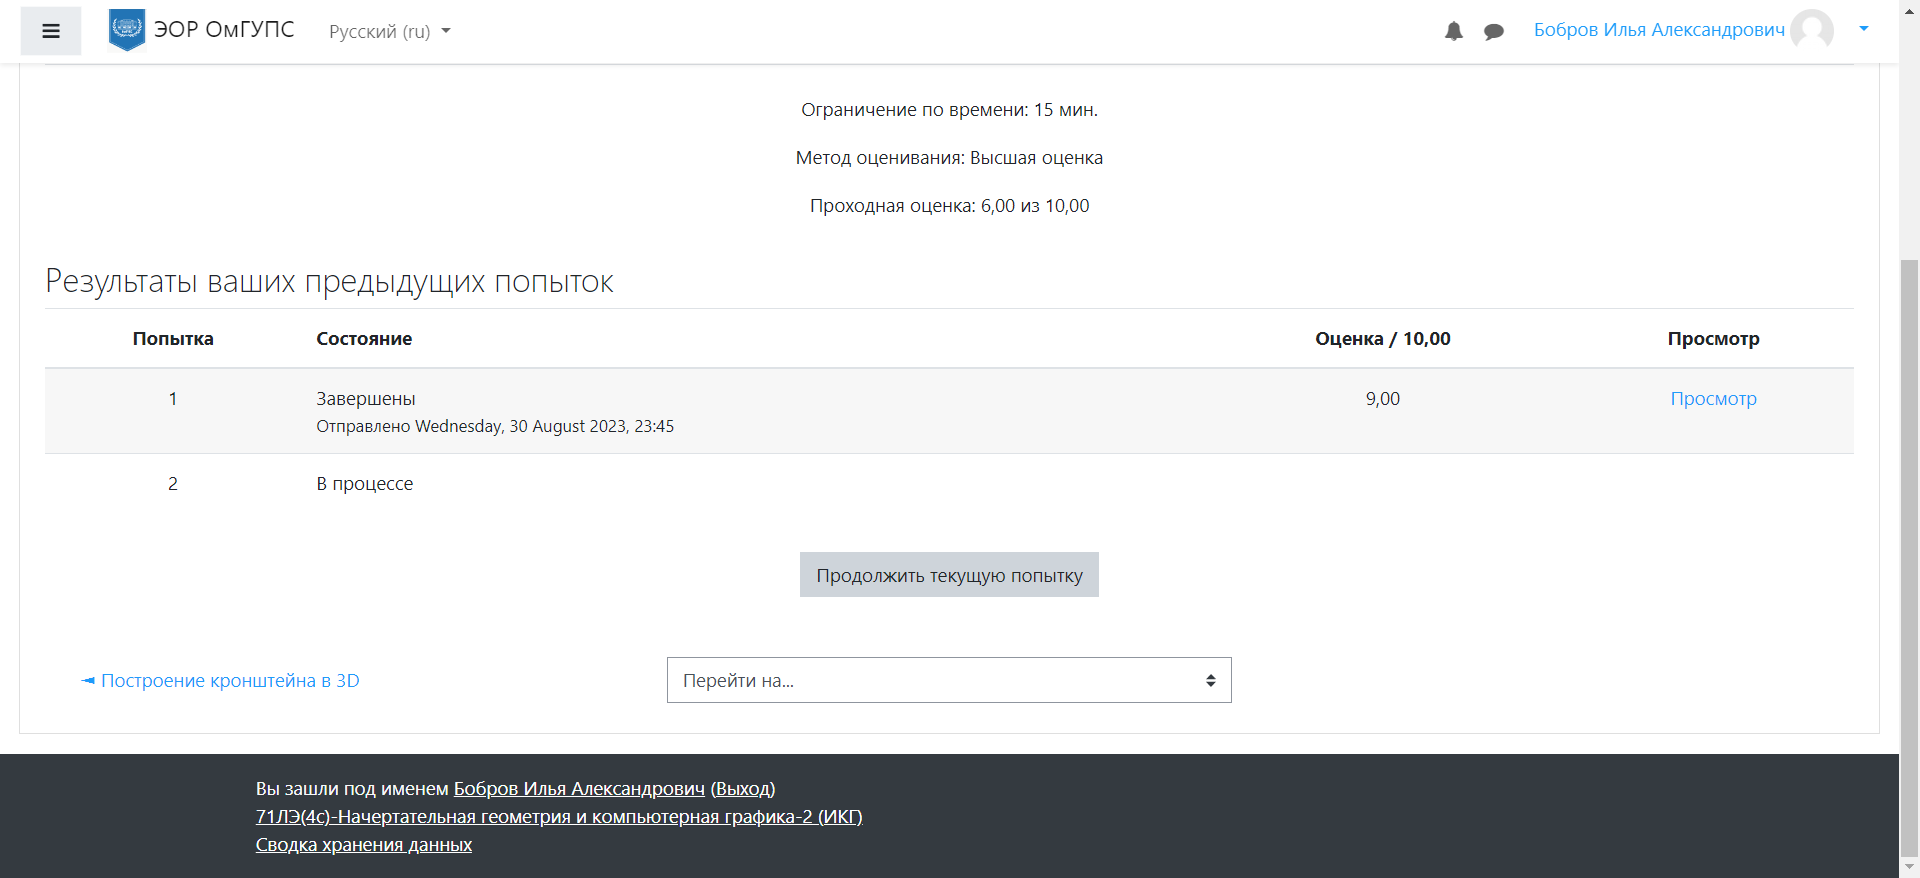 ЭОР ОмГУПС
Русский (ru)
Бобров Илья Александрович
Ограничение по времени: 15 мин.
Метод оценивания: Высшая оценка
Проходная оценка: 6,00 из 10,00
Результаты ваших предыдущих попыток
Попытка Состояние Оценка / 10,00 Просмотр
1 Завершены 9,00 Просмотр
Отправлено Wednesday, 30 August 2023, 23:45
2 В процессе
Продолжить текущую попытку
◄ Построение кронштейна в 3D
Перейти на...
Вы зашли под именем Бобров Илья Александрович (Выход)
71ЛЭ(4с)-Начертательная геометрия и компьютерная графика-2 (ИКГ)
Сводка хранения данных